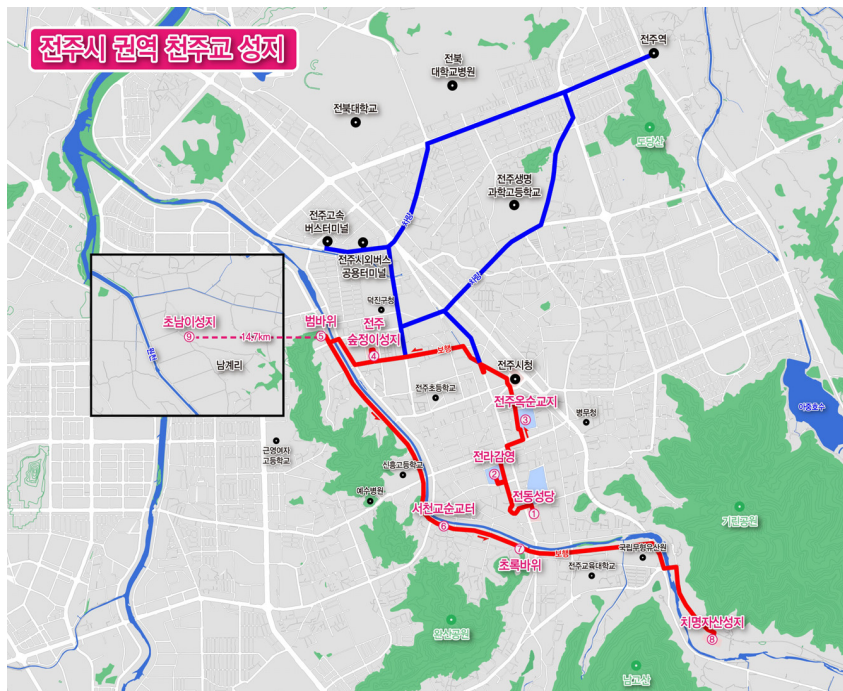 전주시 권역 천주교 성지
전주역
전북
대학교병원
전북대학교
도당산
전주생명
과학고등학교
차량
전주고속
버스터미널
전주시외버스
공용터미널
차량
덕진구청
초남이성지
⑨
14.7km
범바위
⑤
전주
숲정이성지
④
보행
남계리
전주시청
전주초등학교
전주옥순교지
③
병무청
아중호수
근영여자
고등학교
신흥고등학교
전라감영
②
예수병원
전동성당
①
서천교순교터
⑥
기린공원
⑦
초록바위
보행
국립무형유산원
전주교육대학교
완산공원
치명자산성지
⑧
남고산